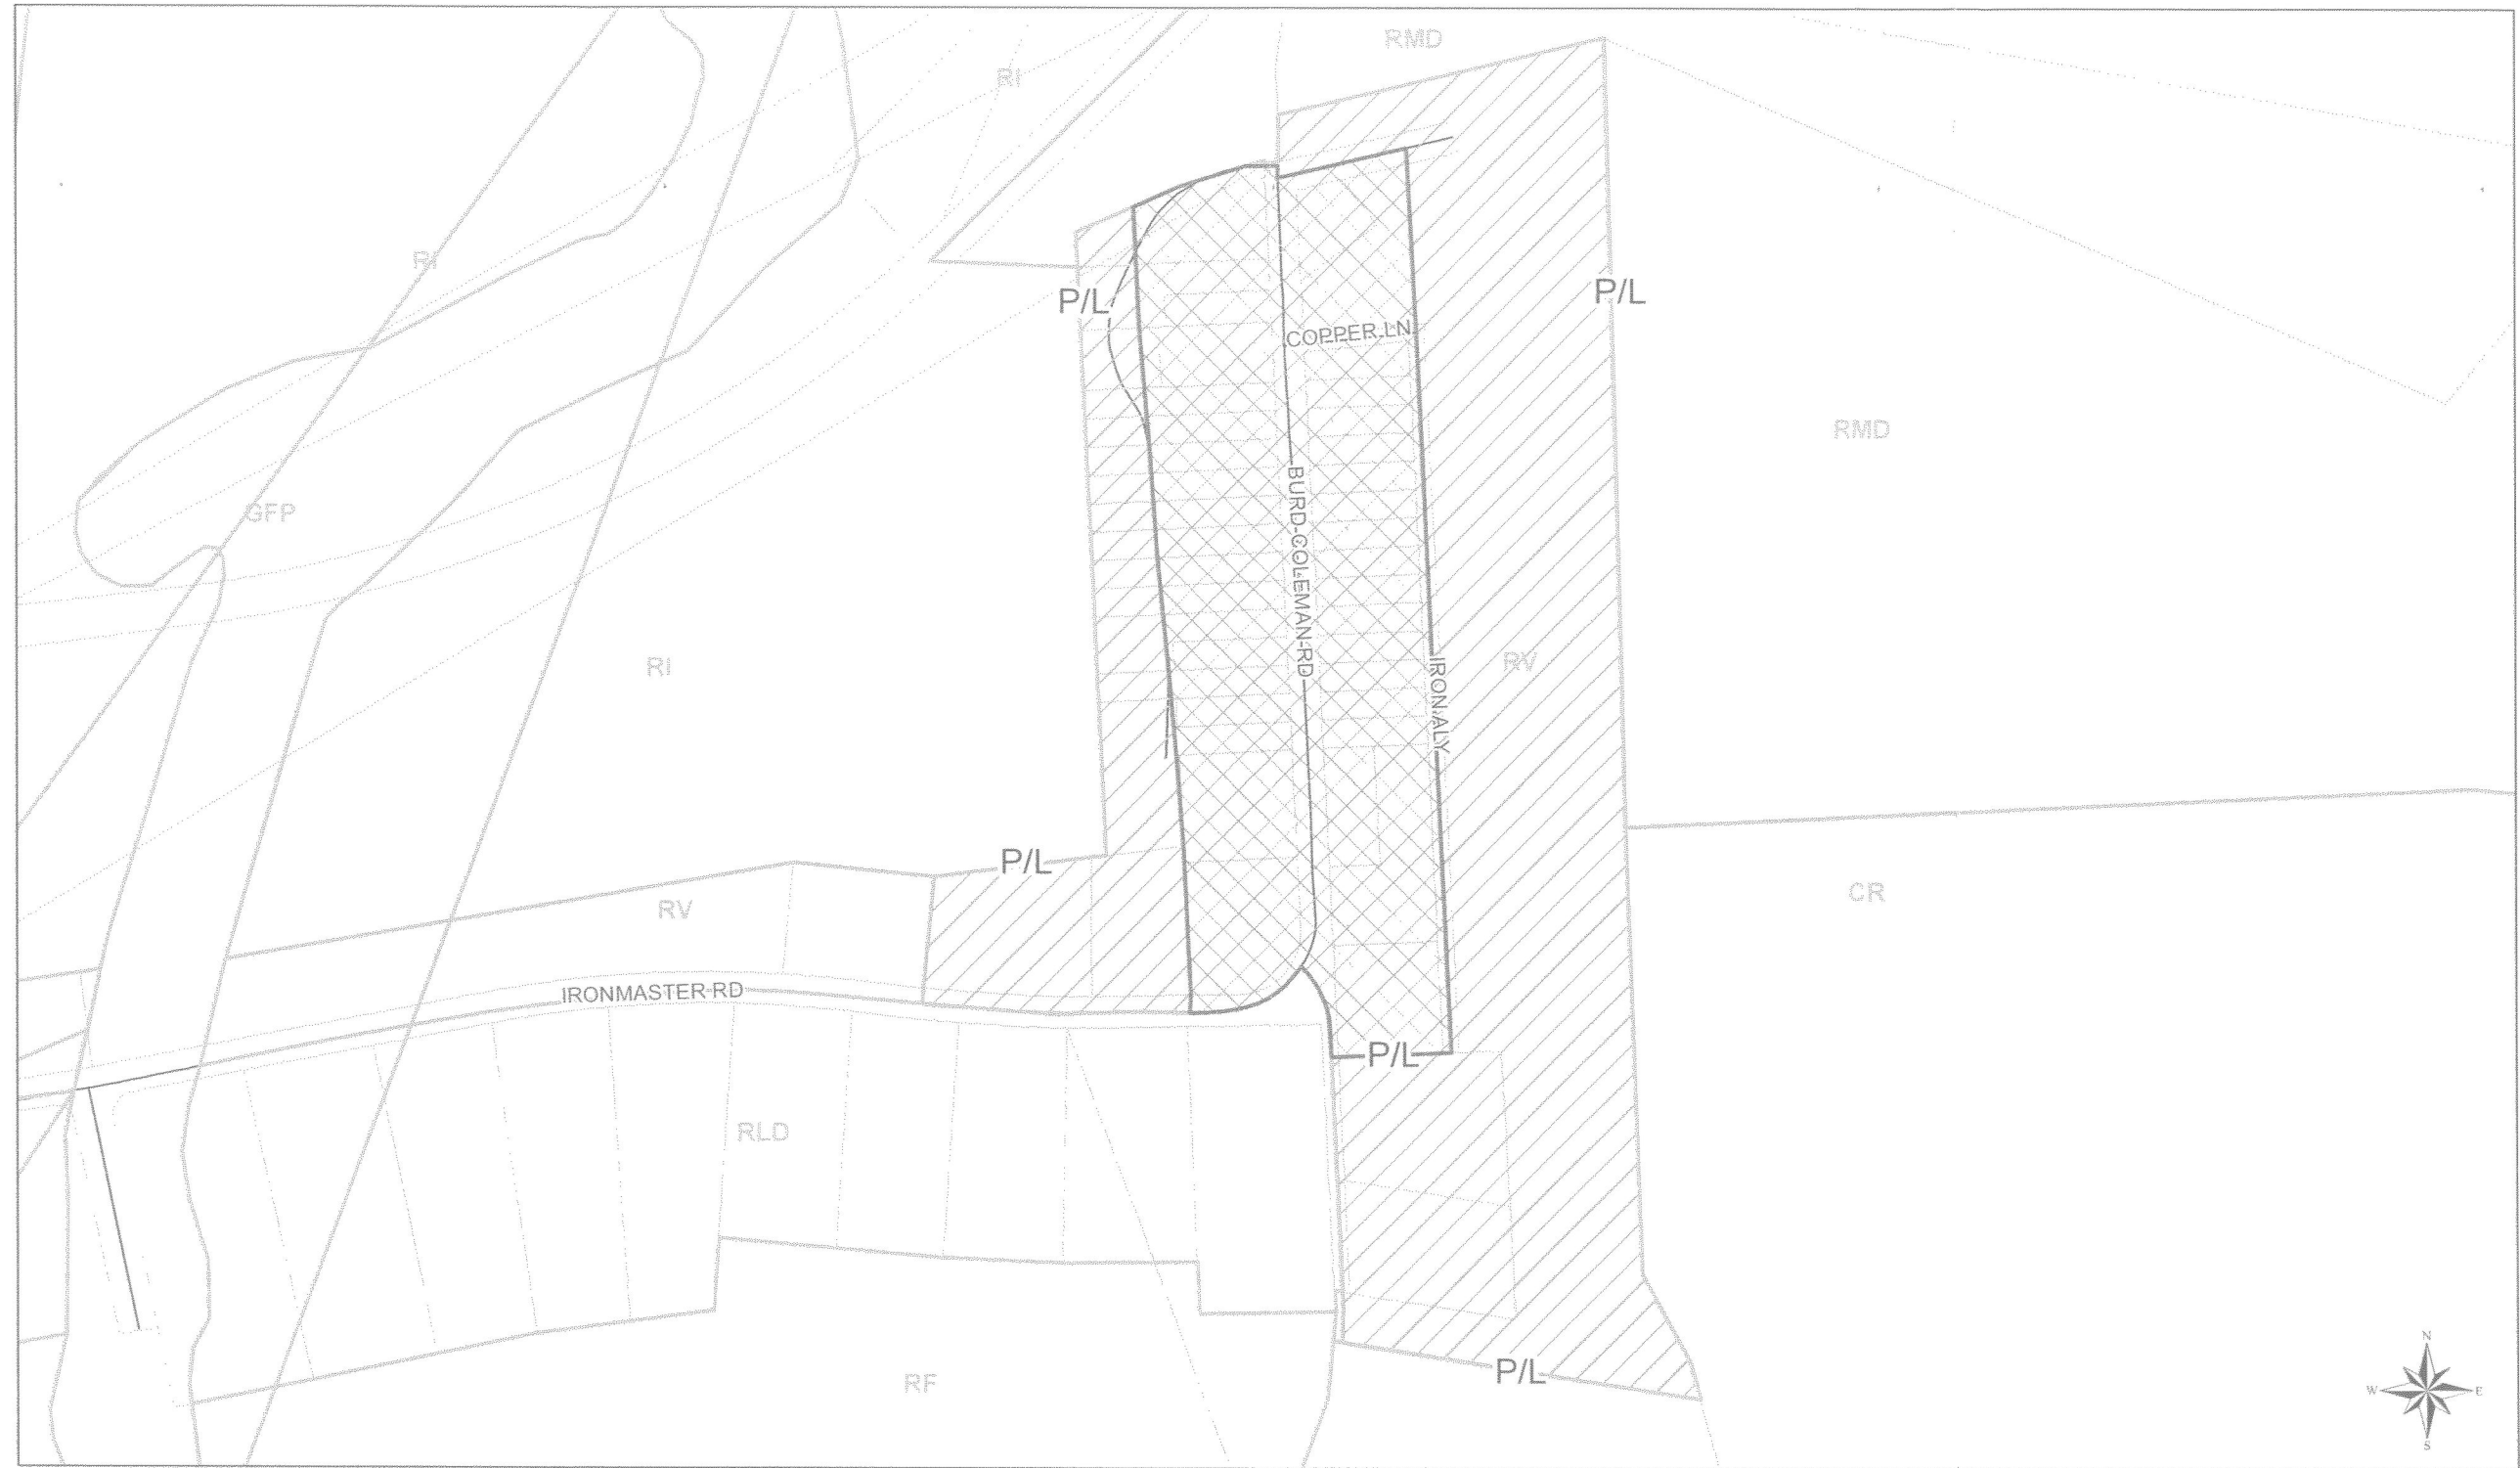 RMD
RI
RI
P/L
P/L
COPPER LN
RMD
GFP
BURD COLEMAN RD
RI
RV
IRON ALY
P/L
CR
RV
IRONMASTER RD
P/L
RLD
N
P/L
RF
W
E
S